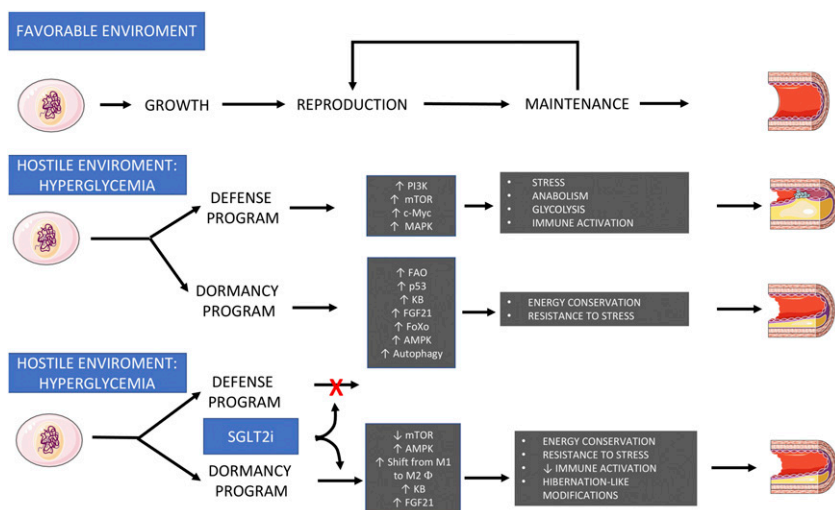 FAVORABLE ENVIROMENT
GROWTH
REPRODUCTION
MAINTENANCE
HOSTILE ENVIROMENT:
HYPERGLYCEMIA
DEFENSE
PROGRAM
↑ PI3K
↑ mTOR
↑ c-Myc
↑ MAPK
• STRESS
• ANABOLISM
• GLYCOLYSIS
• IMMUNE ACTIVATION
DORMANCY
PROGRAM
↑ FAO
↑ p53
↑ KB
↑ FGF21
↑ FoXo
↑ AMPK
↑ Autophagy
• ENERGY CONSERVATION
• RESISTANCE TO STRESS
HOSTILE ENVIROMENT:
HYPERGLYCEMIA
DEFENSE
PROGRAM
X
SGLT2i
DORMANCY
PROGRAM
↓ mTOR
↑ AMPK
↑ Shift from M1
to M2 Φ
↑ KB
↑ FGF21
• ENERGY CONSERVATION
• RESISTANCE TO STRESS
• ↓ IMMUNE ACTIVATION
• HIBERNATION-LIKE
MODIFICATIONS